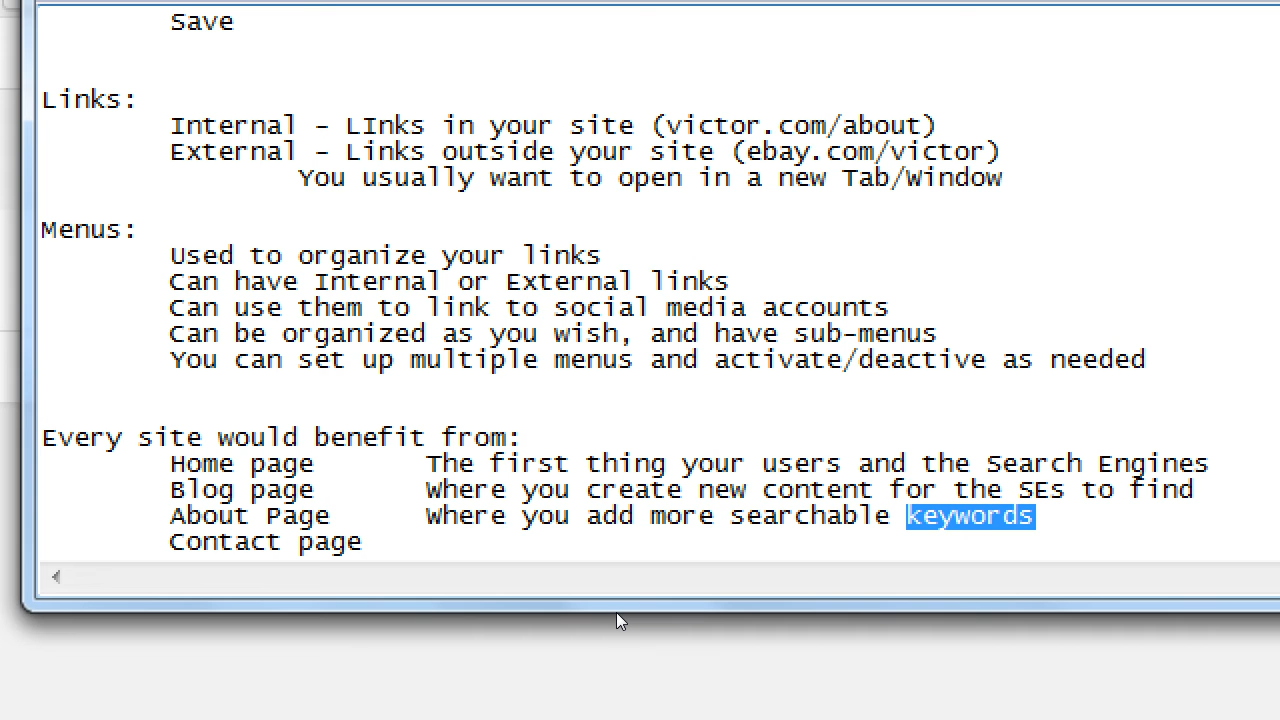 Save
Links:
Internal - LInks in your site (victor.com/about)
External - Links outside your site (ebay.com/victor)
You usually want to open in a new Tab/Window
Menus:
Used to organize your links
Can have Internal or External links
Can use them to link to social media accounts
Can be organized as you wish, and have sub-menus
You can set up multiple menus and activate/deactive as needed
Every site would benefit from:
Home page The first thing your users and the Search Engines
Blog page Where you create new content for the SEs to find
About Page Where you add more searchable keywords
Contact page